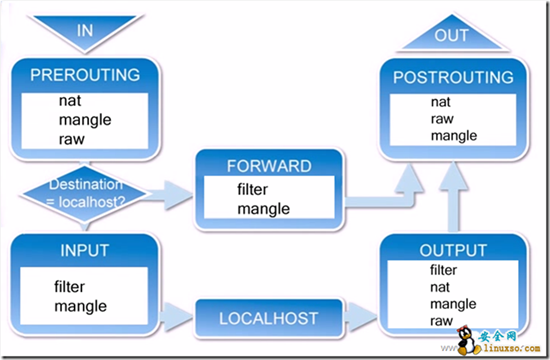 IN
PREROUTING
nat
mangle
raw
Destination
= localhost?
INPUT
filter
mangle
FORWARD
filter
mangle
LOCALHOST
OUT
POSTROUTING
nat
raw
mangle
OUTPUT
filter
nat
mangle
raw
安全网
www.linuxso.com